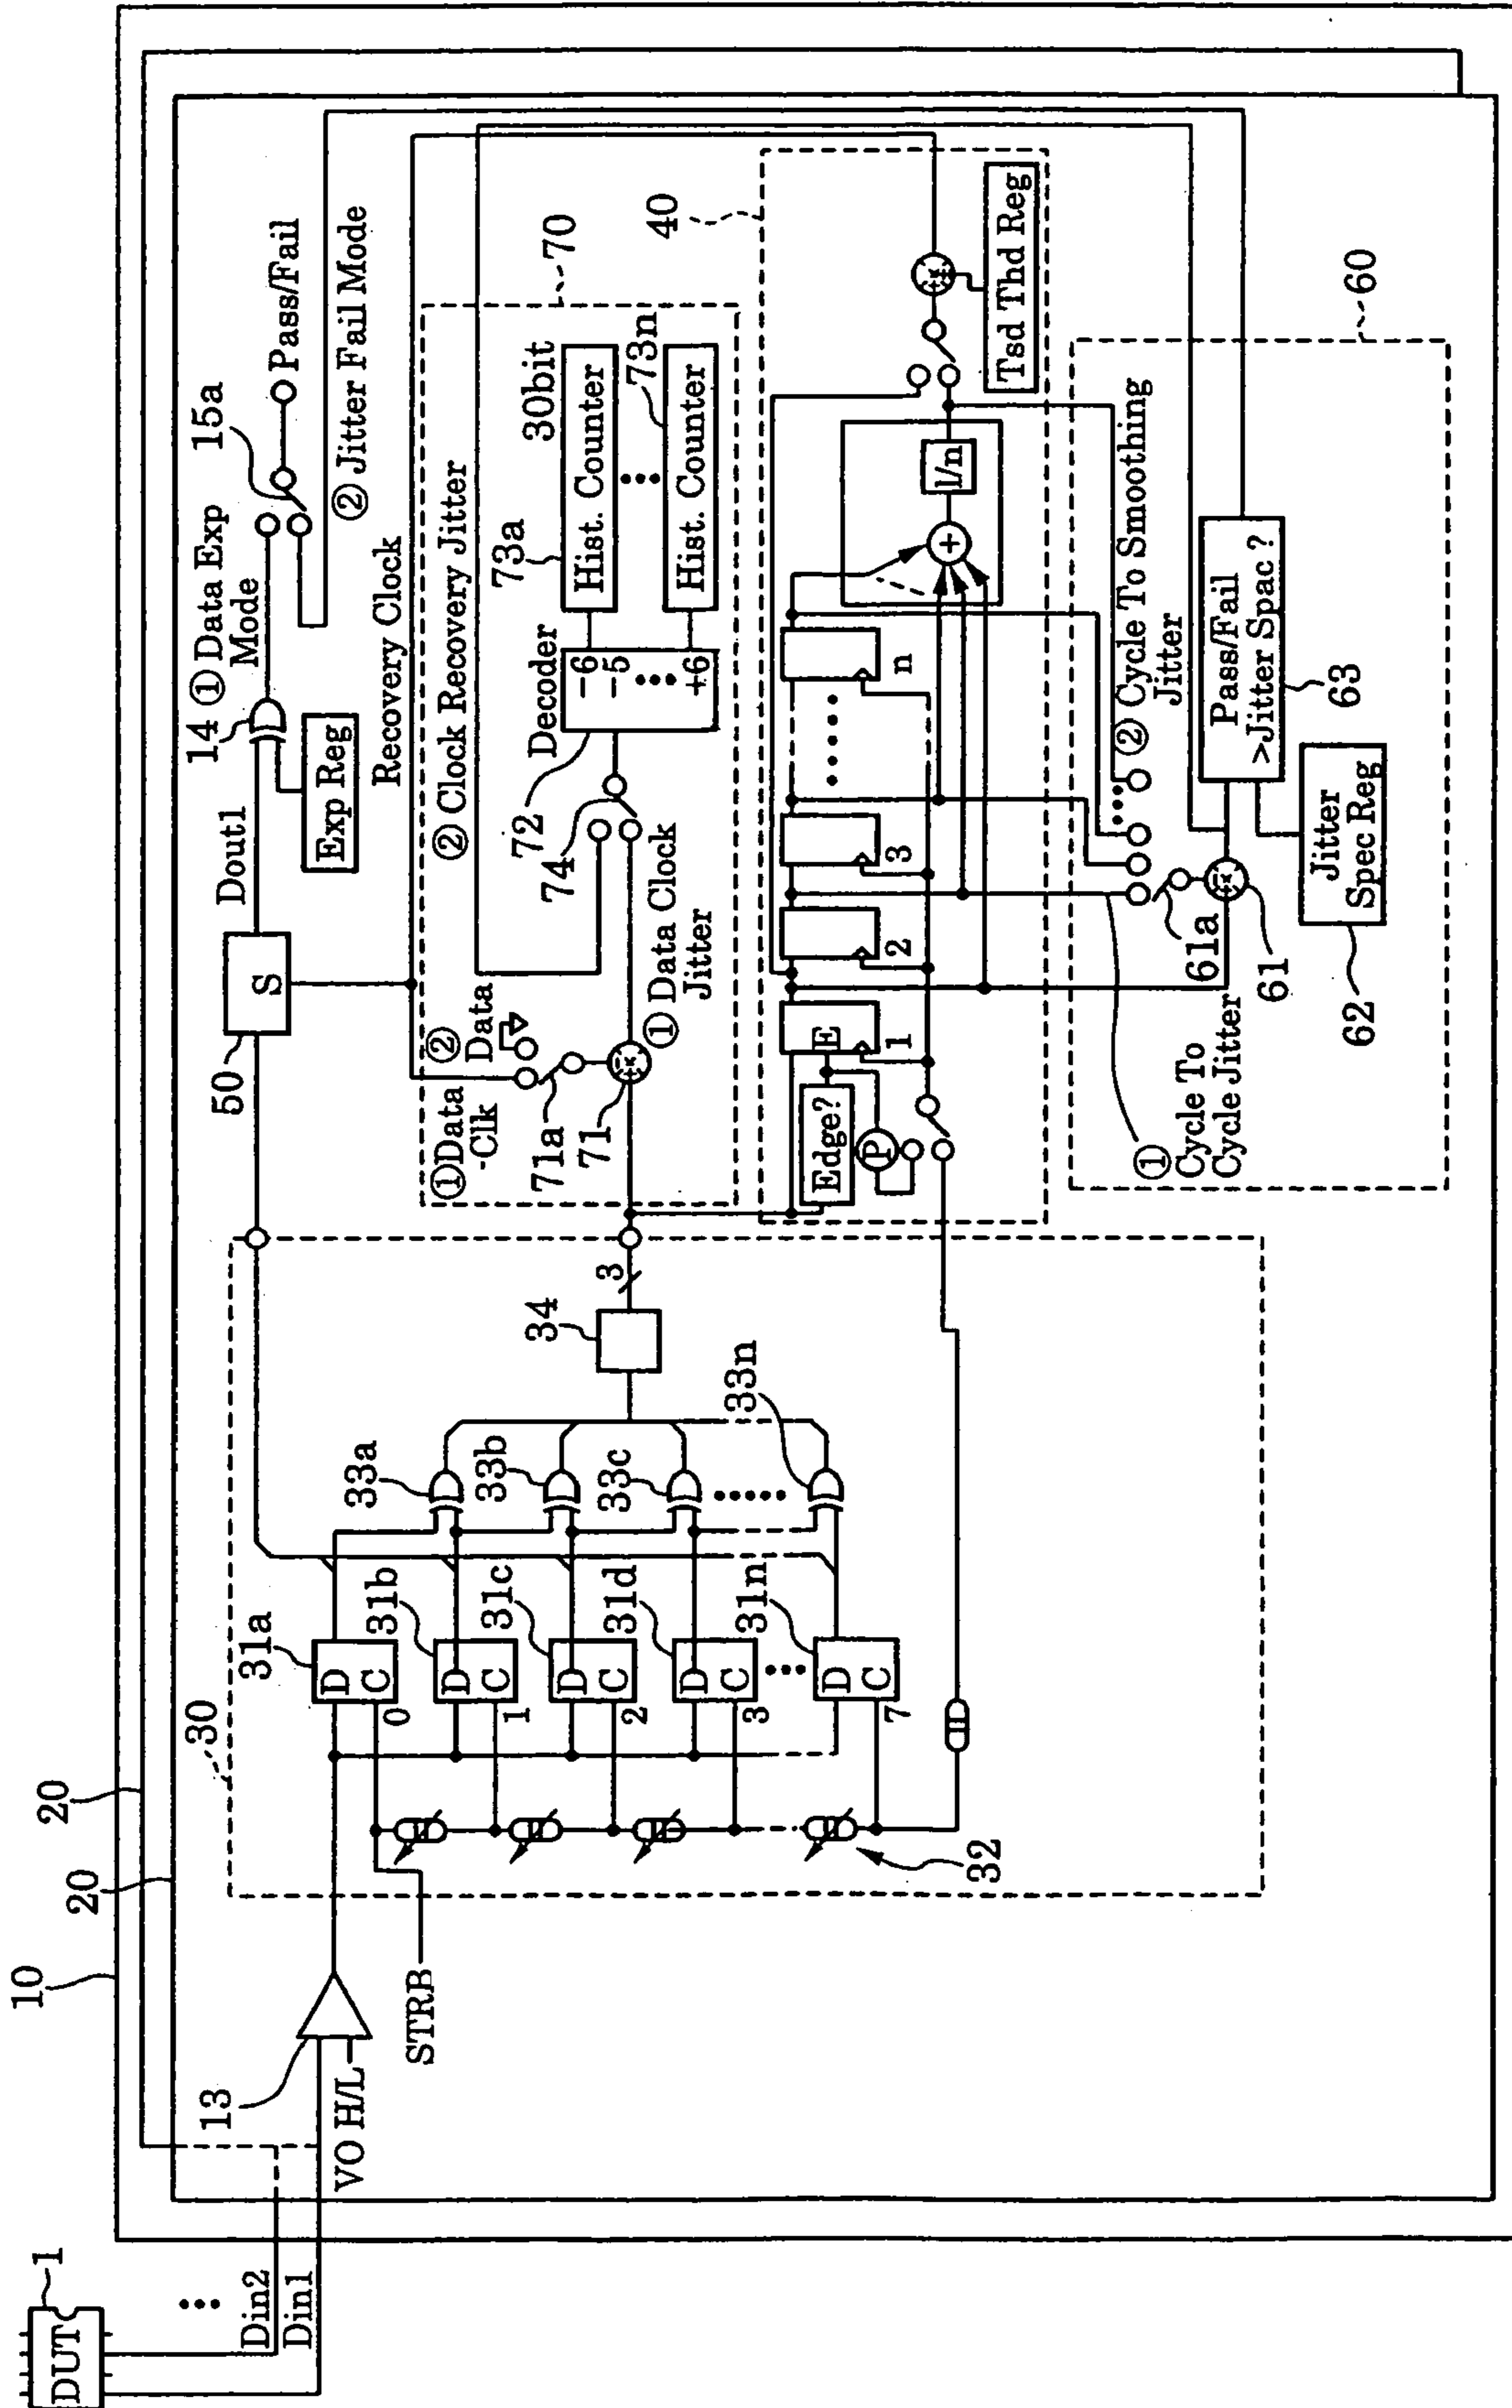 10
20
20
DUT
1
Din2
Din1
13
VO H/L
STRB
30
31a
D
C
0
31b
D
C
1
31c
D
C
2
31d
D
C
3
31n
D
C
7
32
33a
33b
33c
33n
34
3
50
S
Dout1
14
① Data Exp
Mode
Exp Reg
15a
Pass/Fail
② Jitter Fail Mode
Recovery Clock
② Clock Recovery Jitter
70
① Data
-Clk
②
Data
71a
71
① Data Clock
Jitter
74
72
Decoder
-6
-5
+6
73a
30bit
Hist. Counter
73n
Hist. Counter
40
Edge?
P
E
1
2
3
n
+
1/n
Tsd Thd Reg
60
①
Cycle To
Cycle Jitter
② Cycle To Smoothing
Jitter
61a
61
62
Jitter
Spec Reg
Pass/Fail
>Jitter Spac ?
63